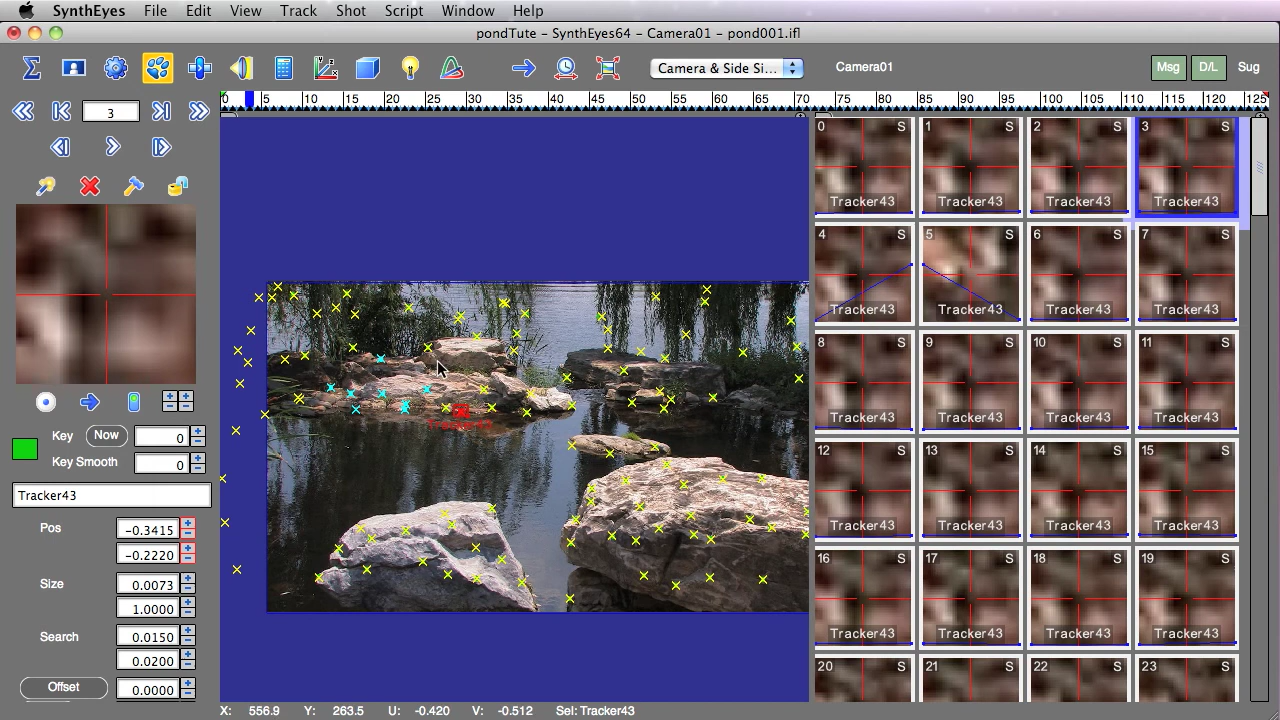 SynthEyes File Edit View Track Shot Script Window Help
pondTute - SynthEyes64 - Camera01 - pond001.ifl
Camera & Side Si... Camera01 Msg D/L Sug
0 5 10 15 20 25 30 35 40 45 50 55 60 65 70 75 80 85 90 95 100 105 110 115 120 125
3
0 S 1 S 2 S 3 S
Tracker43 Tracker43 Tracker43 Tracker43
4 S 5 S 6 S 7 S
Tracker43 Tracker43 Tracker43 Tracker43
8 S 9 S 10 S 11 S
Tracker43 Tracker43 Tracker43 Tracker43
12 S 13 S 14 S 15 S
Tracker43 Tracker43 Tracker43 Tracker43
16 S 17 S 18 S 19 S
Tracker43 Tracker43 Tracker43 Tracker43
20 S 21 S 22 S 23 S
Tracker43
Key Now 0
Key Smooth 0
Tracker43
Pos -0.3415
-0.2220
Size 0.0073
1.0000
Search 0.0150
0.0200
Offset 0.0000
X: 556.9 Y: 263.5 U: -0.420 V: -0.512 Sel: Tracker43